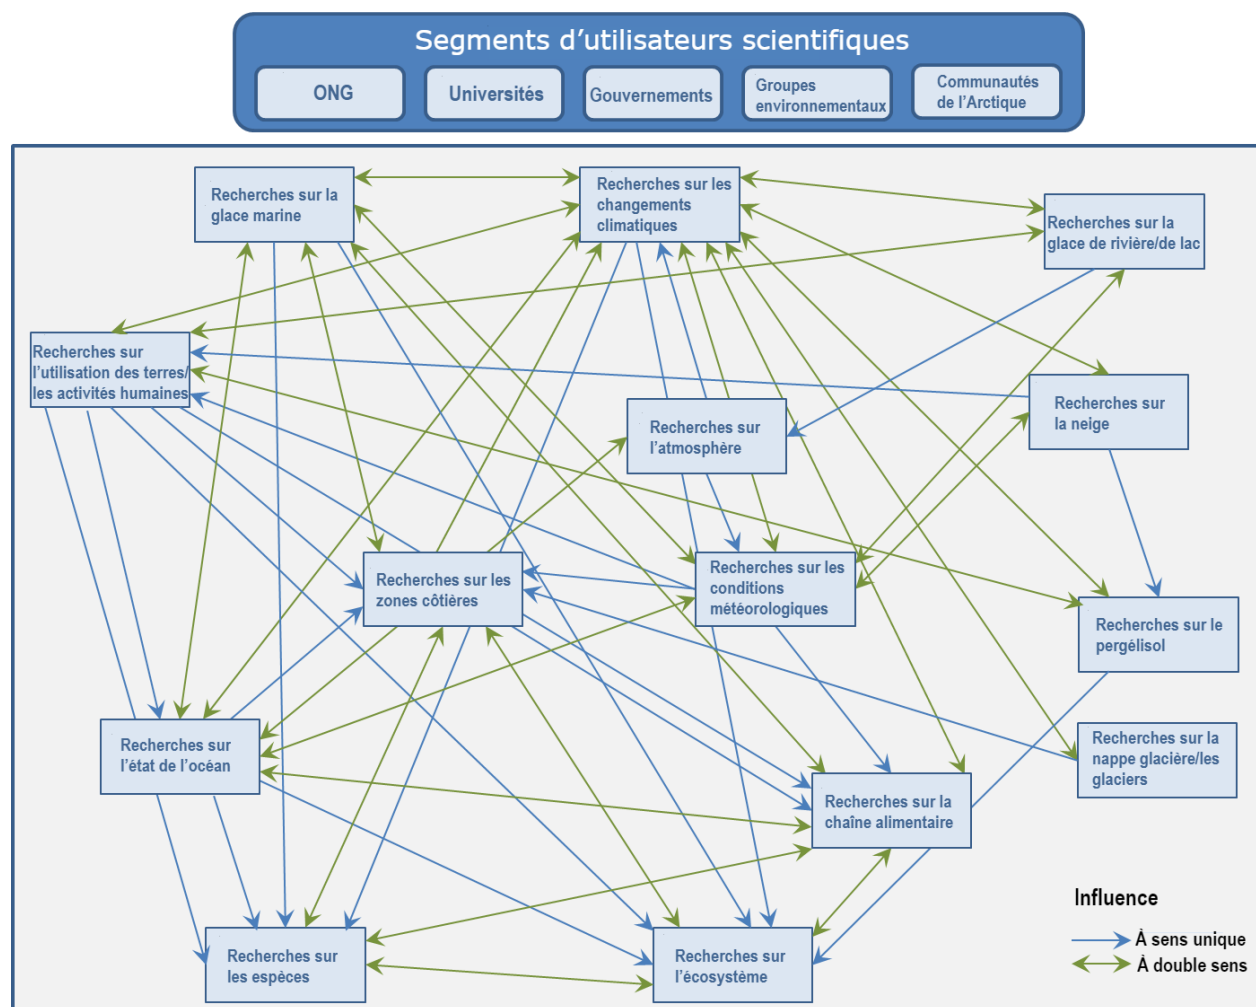 Segments d'utilisateurs scientifiques
ONG
Universités
Gouvernements
Groupes
environnementaux
Communautés
de l'Arctique
Recherches sur la
glace marine
Recherches sur les
changements
climatiques
Recherches sur la
glace de rivière/de lac
Recherches sur
l'utilisation des terres/
les activités humaines
Recherches sur
l'atmosphère
Recherches sur
la neige
Recherches sur les
zones côtières
Recherches sur les
conditions
météorologiques
Recherches sur le
pergélisol
Recherches sur
l'état de l'océan
Recherches sur la
nappe glacière/les
glaciers
Recherches sur la
chaîne alimentaire
Recherches sur
les espèces
Recherches sur
l'écosystème
Influence
À sens unique
À double sens